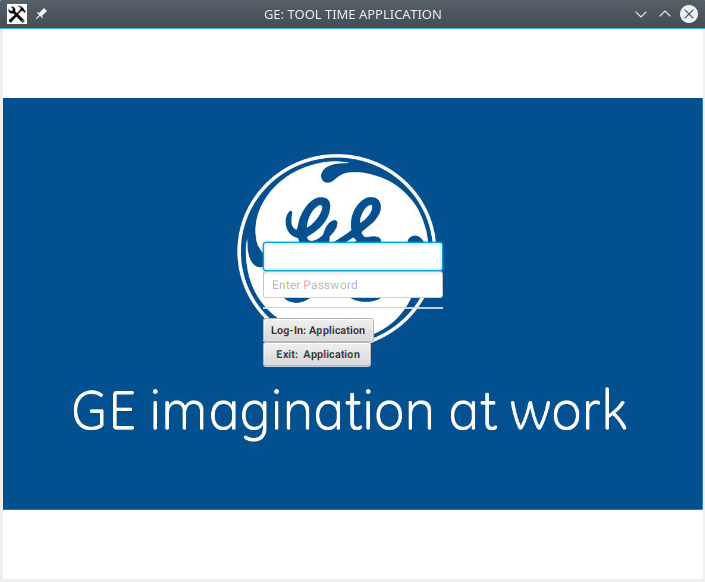 GE: TOOL TIME APPLICATION
GE
Enter Password
Log-In: Application
Exit: Application
GE imagination at work